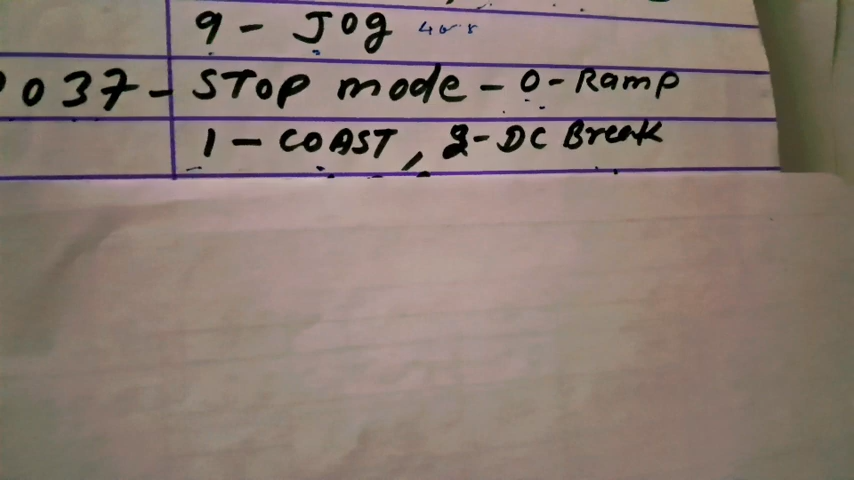 9 - Jog
037 - STOP mode - 0 - Ramp
1 - COAST, 2 - DC Break